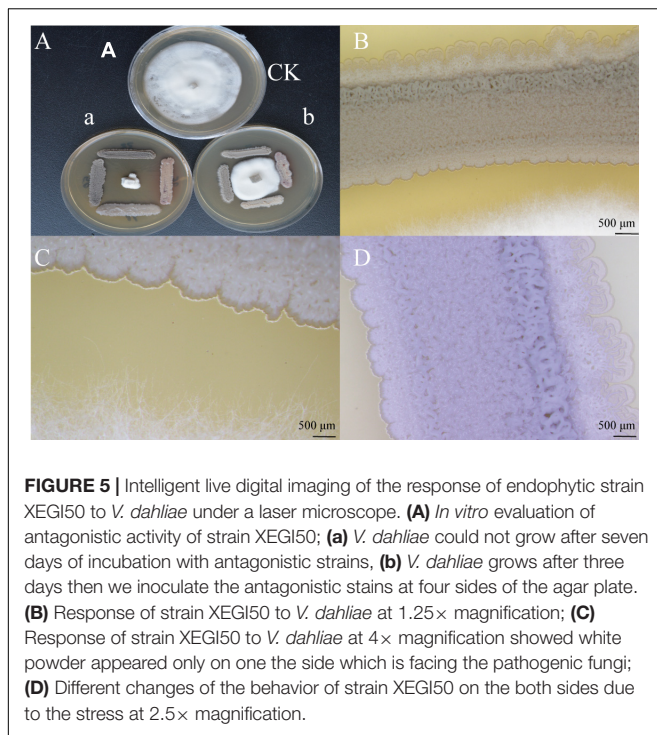 A
A
CK
a
b
B
500 µm
C
500 µm
D
500 µm
FIGURE 5 | Intelligent live digital imaging of the response of endophytic strain
XEGI50 to V. dahliae under a laser microscope. (A) In vitro evaluation of
antagonistic activity of strain XEGI50; (a) V. dahliae could not grow after seven
days of incubation with antagonistic strains, (b) V. dahliae grows after three
days then we inoculate the antagonistic stains at four sides of the agar plate.
(B) Response of strain XEGI50 to V. dahliae at 1.25× magnification; (C)
Response of strain XEGI50 to V. dahliae at 4× magnification showed white
powder appeared only on one the side which is facing the pathogenic fungi;
(D) Different changes of the behavior of strain XEGI50 on the both sides due
to the stress at 2.5× magnification.